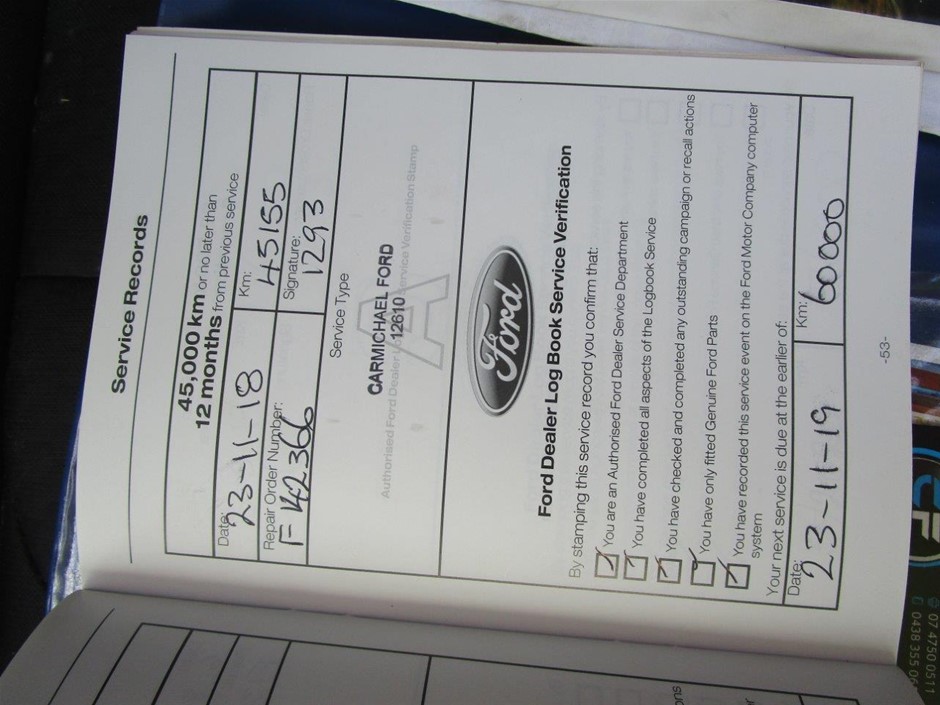 Service Records
45,000 km or no later than
12 months from previous service
Date: 23-11-18
Km: 45155
Repair Order Number: F 142366
Signature: 1293
Service Type
CARMICHAEL FORD
12610
Authorised Ford Dealer Service Verification Stamp
A
Ford
Ford Dealer Log Book Service Verification
By stamping this service record you confirm that:
You are an Authorised Ford Dealer Service Department
You have completed all aspects of the Logbook Service
You have checked and completed any outstanding campaign or recall actions
You have only fitted Genuine Ford Parts
You have recorded this service event on the Ford Motor Company computer
system
Your next service is due at the earlier of:
Date: 23-11-19
Km: 60000
-53-
CF
07 4750 0511